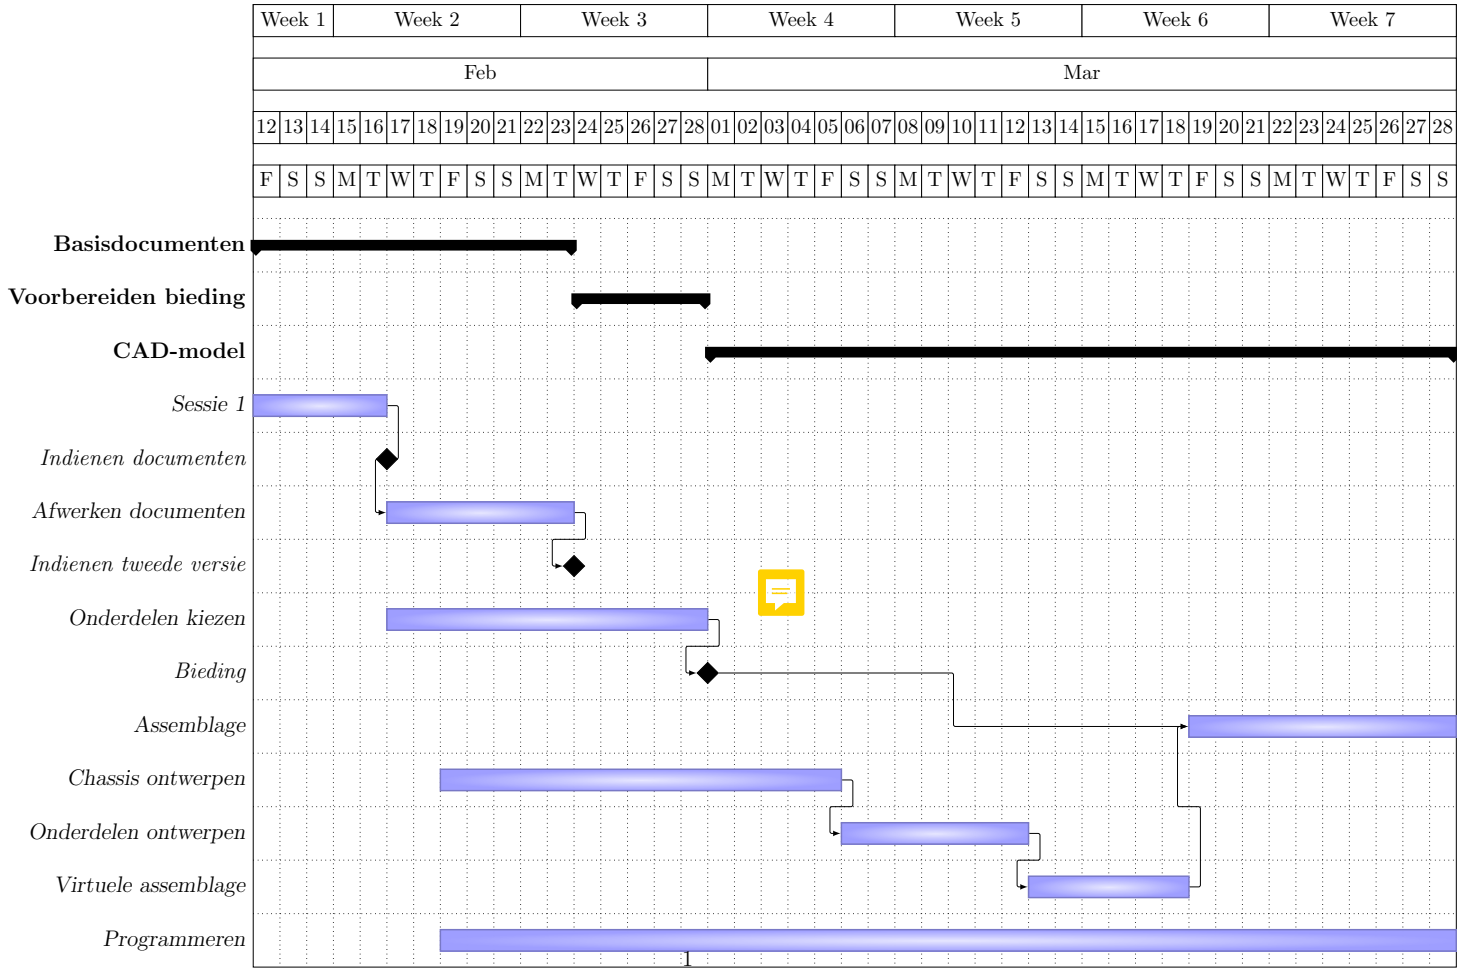 Week 1 Week 2 Week 3 Week 4 Week 5 Week 6 Week 7
Feb Mar
12 13 14 15 16 17 18 19 20 21 22 23 24 25 26 27 28 01 02 03 04 05 06 07 08 09 10 11 12 13 14 15 16 17 18 19 20 21 22 23 24 25 26 27 28
F S S M T W T F S S M T W T F S S M T W T F S S M T W T F S S M T W T F S S M T W T F S S
Basisdocumenten
Voorbereiden bieding
CAD-model
Sessie 1
Indienen documenten
Afwerken documenten
Indienen tweede versie
Onderdelen kiezen
Bieding
Assemblage
Chassis ontwerpen
Onderdelen ontwerpen
Virtuele assemblage
Programmeren
1